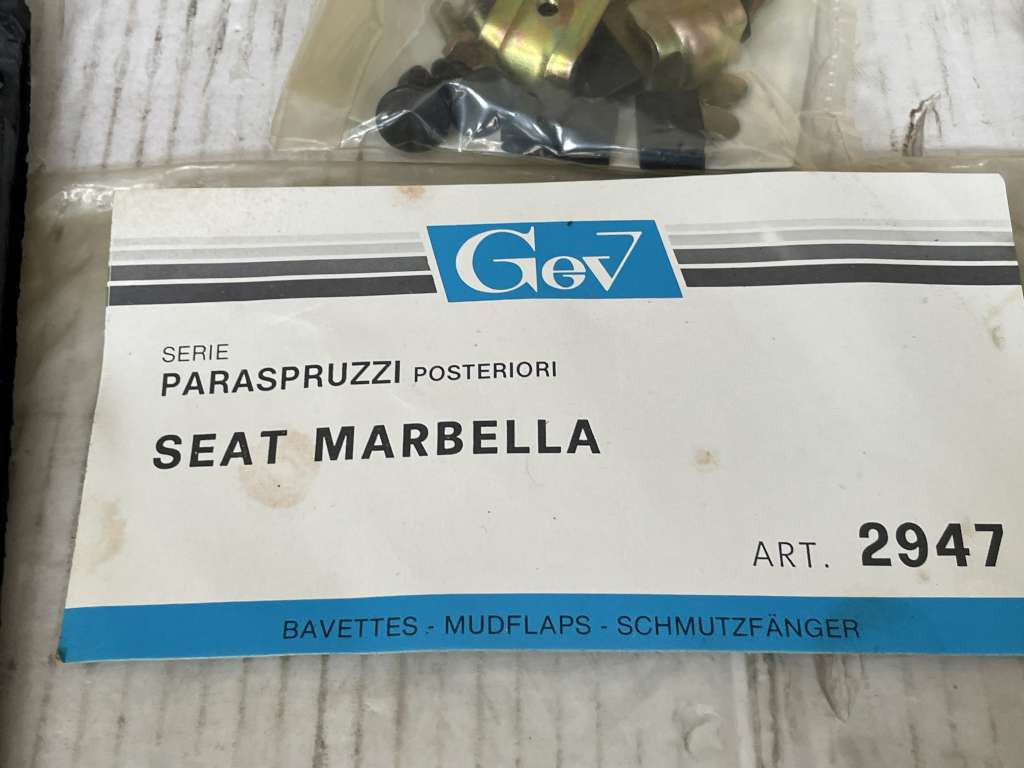 GeV
SERIE
PARASPRUZZI POSTERIORI
SEAT MARBELLA
ART. 2947
BAVETTES - MUDFLAPS - SCHMUTZFÄNGER